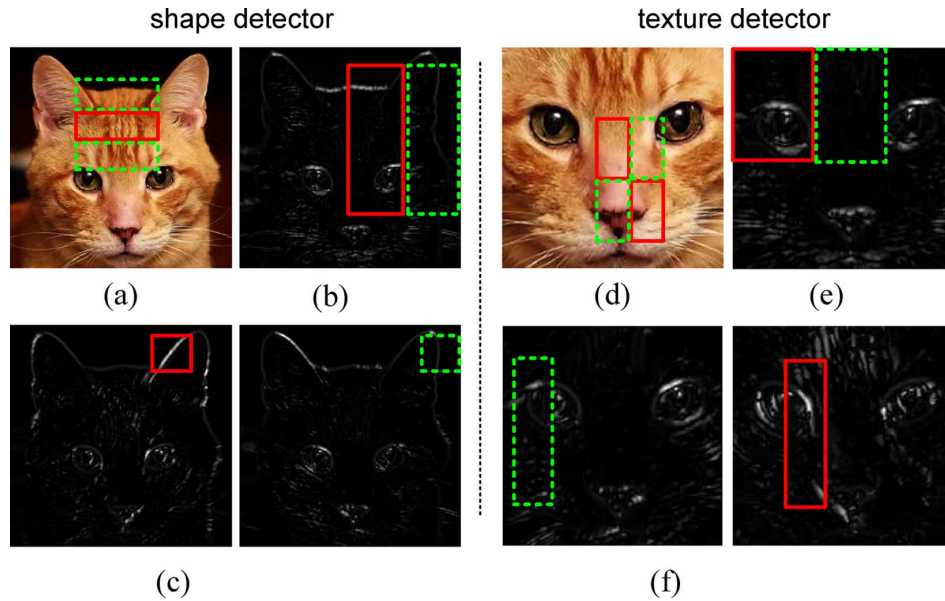 shape detector
texture detector
(a)
(b)
(d)
(e)
(c)
(f)